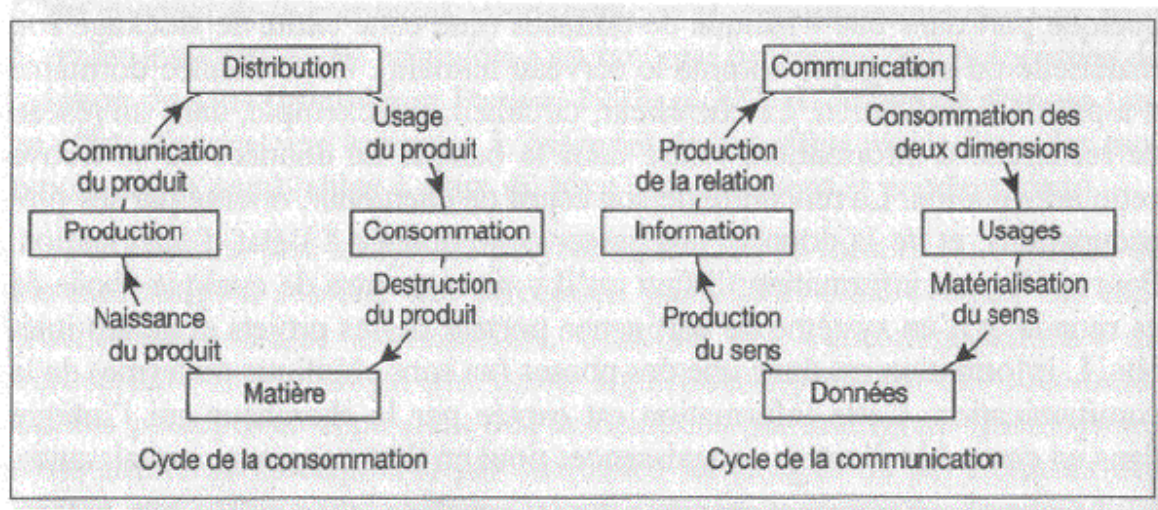 Distribution
Communication
du produit
Usage
du produit
Production
Consommation
Naissance
du produit
Destruction
du produit
Matière
Cycle de la consommation
Communication
Production
de la relation
Consommation des
deux dimensions
Information
Usages
Production
du sens
Matérialisation
du sens
Données
Cycle de la communication